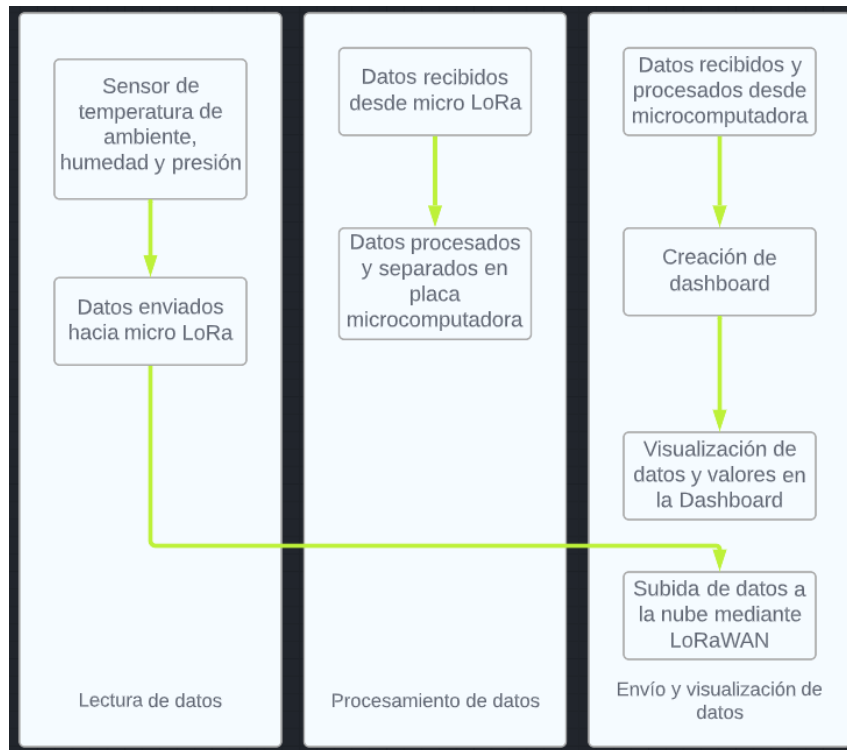 Sensor de
temperatura de
ambiente,
humedad y presión
Datos enviados
hacia micro LoRa
Lectura de datos
Datos recibidos
desde micro LoRa
Datos procesados
y separados en
placa
microcomputadora
Procesamiento de datos
Datos recibidos y
procesados desde
microcomputadora
Creación de
dashboard
Visualización de
datos y valores en
la Dashboard
Subida de datos a
la nube mediante
LoRaWAN
Envío y visualización de
datos